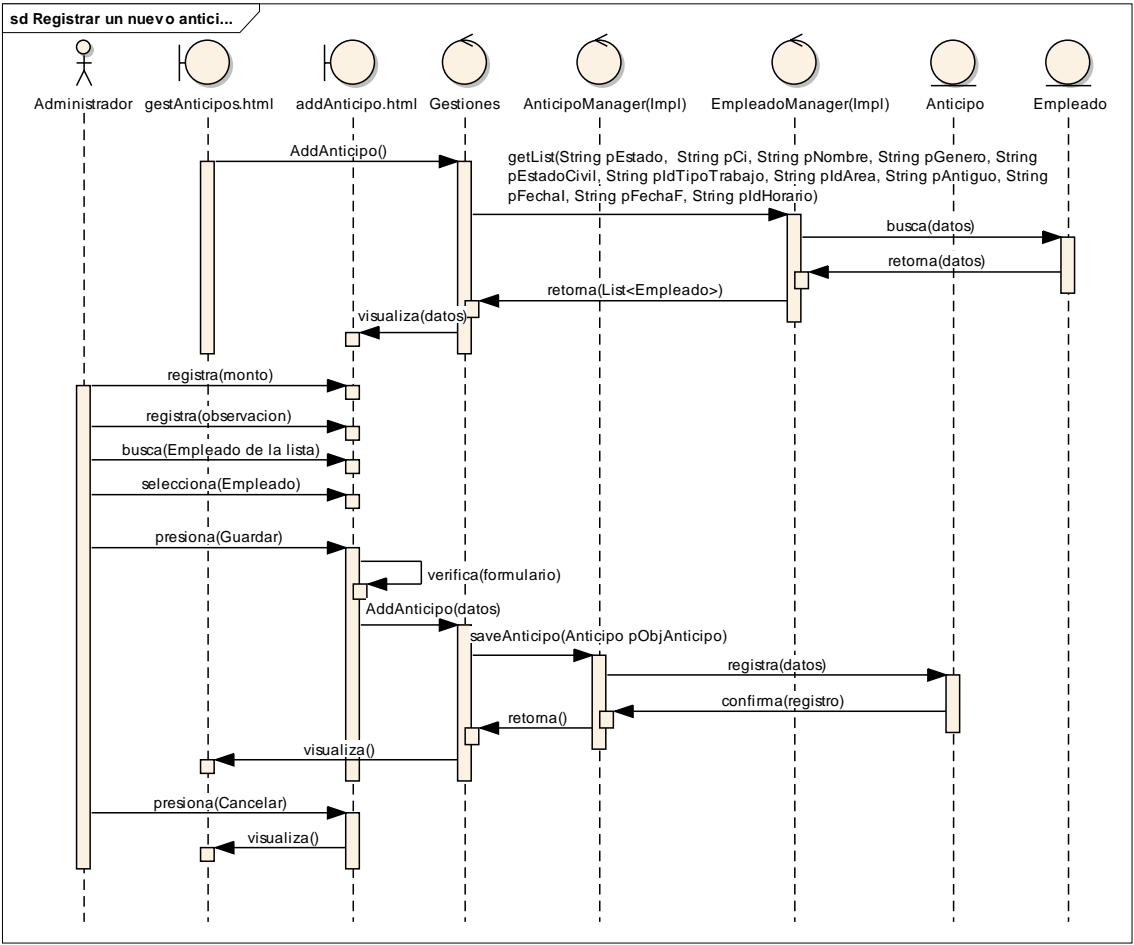 sd Registrar un nuevo antici...
Administrador
gestAnticipos.html
addAnticipo.html
Gestiones
AnticipoManager(Impl)
EmpleadoManager(Impl)
Anticipo
Empleado
AddAnticipo()
getList(String pEstado, String pCi, String pNombre, String pGenero, String
pEstadoCivil, String pIdTipoTrabajo, String pIdArea, String pAntiguo, String
pFechaI, String pFechaF, String pIdHorario)
busca(datos)
retorna(datos)
retorna(List<Empleado>)
visualiza(datos)
registra(monto)
registra(observacion)
busca(Empleado de la lista)
selecciona(Empleado)
presiona(Guardar)
verifica(formulario)
AddAnticipo(datos)
saveAnticipo(Anticipo pObjAnticipo)
registra(datos)
confirma(registro)
retorna()
visualiza()
presiona(Cancelar)
visualiza()